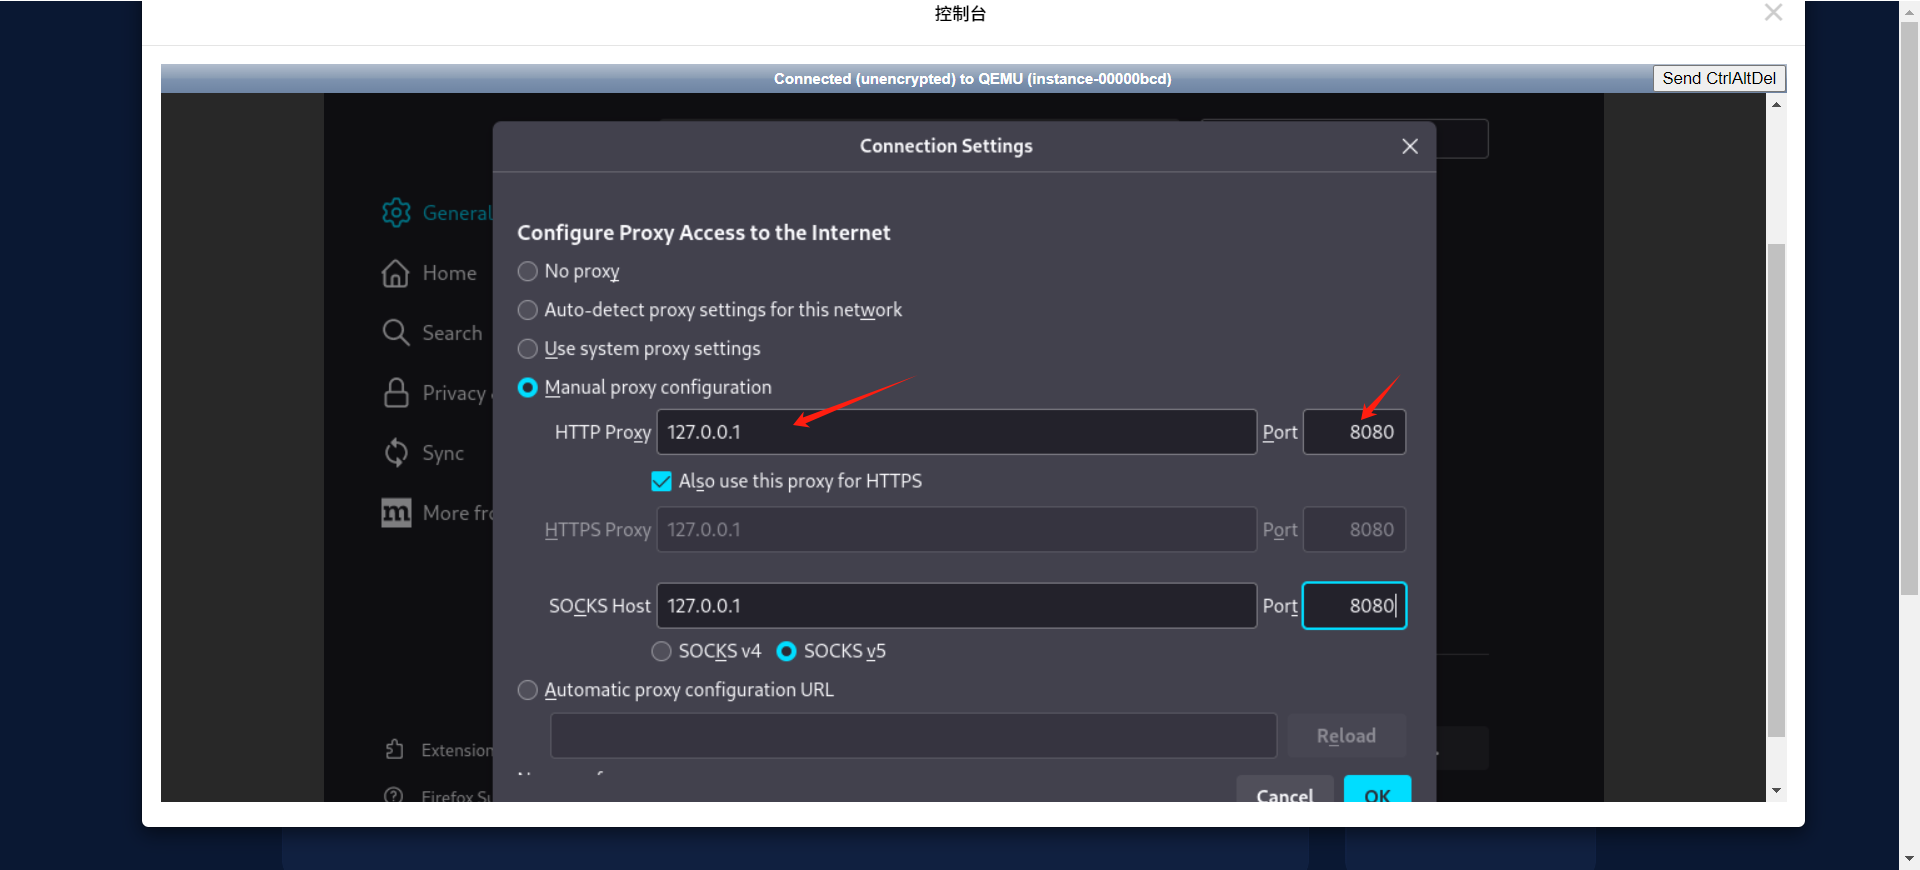 控制台
Connected (unencrypted) to QEMU (instance-00000bcd)
Send CtrlAltDel
Connection Settings
General
Home
Search
Privacy
Sync
More fro
Extension
Firefox Su
Configure Proxy Access to the Internet
No proxy
Auto-detect proxy settings for this network
Use system proxy settings
Manual proxy configuration
HTTP Proxy 127.0.0.1 Port 8080
Also use this proxy for HTTPS
HTTPS Proxy 127.0.0.1 Port 8080
SOCKS Host 127.0.0.1 Port 8080
SOCKS v4 SOCKS v5
Automatic proxy configuration URL
Reload
Cancel OK